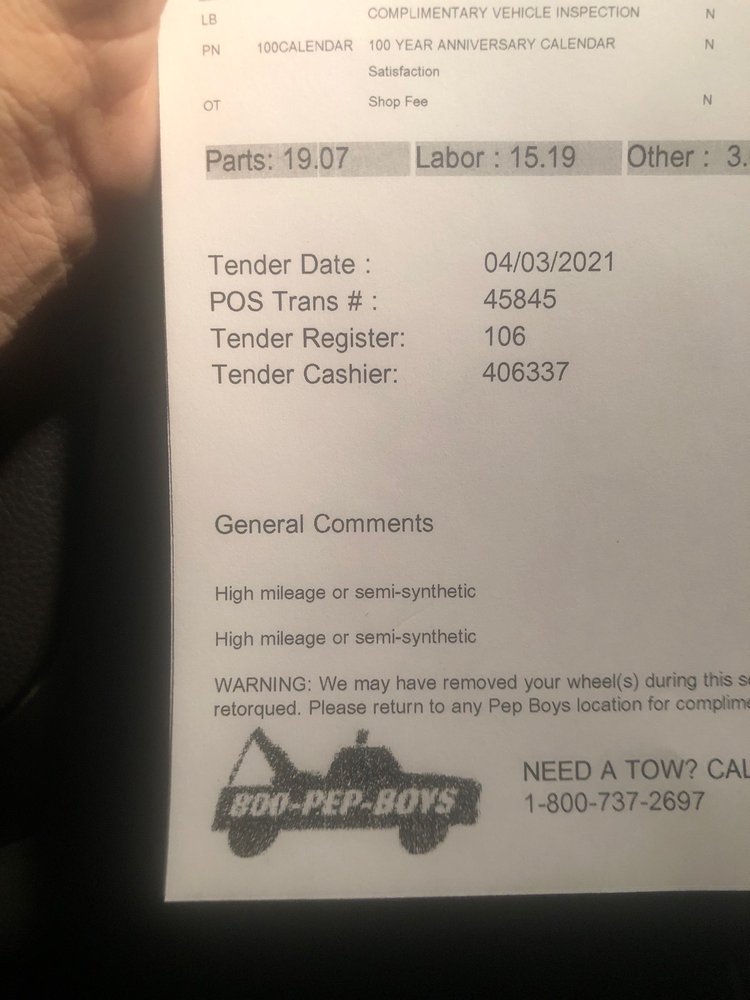 LB COMPLIMENTARY VEHICLE INSPECTION N
PN 100CALENDAR 100 YEAR ANNIVERSARY CALENDAR N
Satisfaction
OT Shop Fee N
Parts: 19.07 Labor : 15.19 Other : 3.
Tender Date : 04/03/2021
POS Trans # : 45845
Tender Register: 106
Tender Cashier: 406337
General Comments
High mileage or semi-synthetic
High mileage or semi-synthetic
WARNING: We may have removed your wheel(s) during this
retorqued. Please return to any Pep Boys location for
800-PEP-BOYS
NEED A TOW?
1-800-737-2697